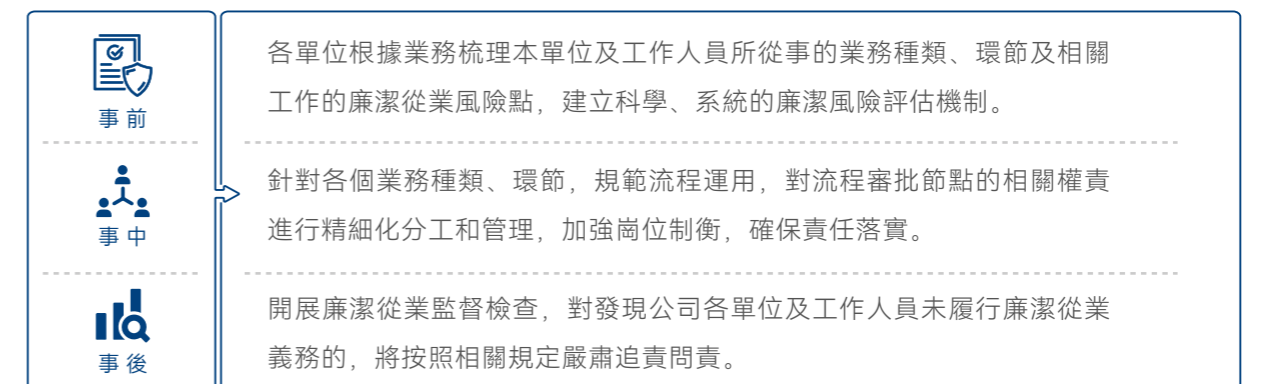 事前
各單位根據業務梳理本單位及工作人員所從事的業務種類、環節及相關
工作的廉潔從業風險點，建立科學、系統的廉潔風險評估機制。
事中
針對各個業務種類、環節，規範流程運用，對流程審批節點的相關權責
進行精細化分工和管理，加強崗位制衡，確保責任落實。
事後
開展廉潔從業監督檢查，對發現公司各單位及工作人員未履行廉潔從業
義務的，將按照相關規定嚴肅追責問責。